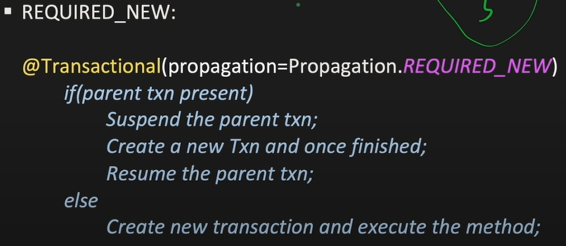 ▪ REQUIRED_NEW:
@Transactional(propagation=Propagation.REQUIRED_NEW)
if(parent txn present)
Suspend the parent txn;
Create a new Txn and once finished;
Resume the parent txn;
else
Create new transaction and execute the method;